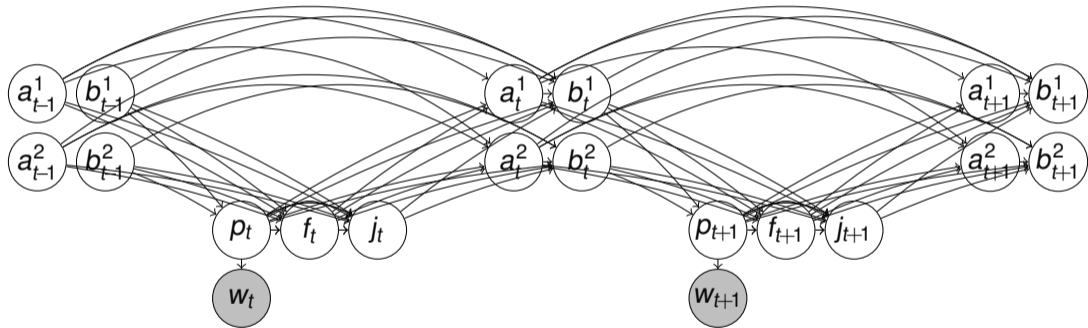 a¹ₜ₋₁ b¹ₜ₋₁ a¹ₜ b¹ₜ a¹ₜ₊₁ b¹ₜ₊₁
a²ₜ₋₁ b²ₜ₋₁ a²ₜ b²ₜ a²ₜ₊₁ b²ₜ₊₁
pₜ fₜ jₜ pₜ₊₁ fₜ₊₁ jₜ₊₁
wₜ wₜ₊₁